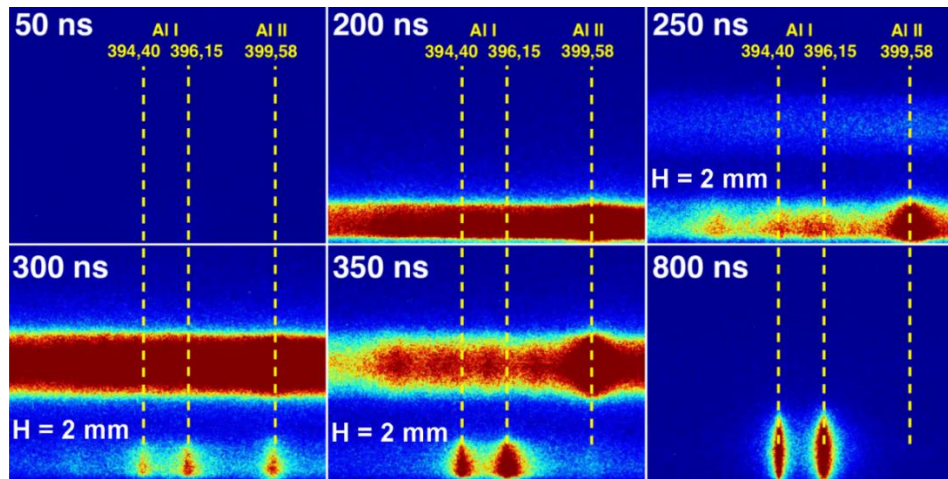 50 ns
Al I Al II
394,40 396,15 399,58
200 ns
Al I Al II
394,40 396,15 399,58
250 ns
Al I Al II
394,40 396,15 399,58
H = 2 mm
300 ns
H = 2 mm
350 ns
H = 2 mm
800 ns